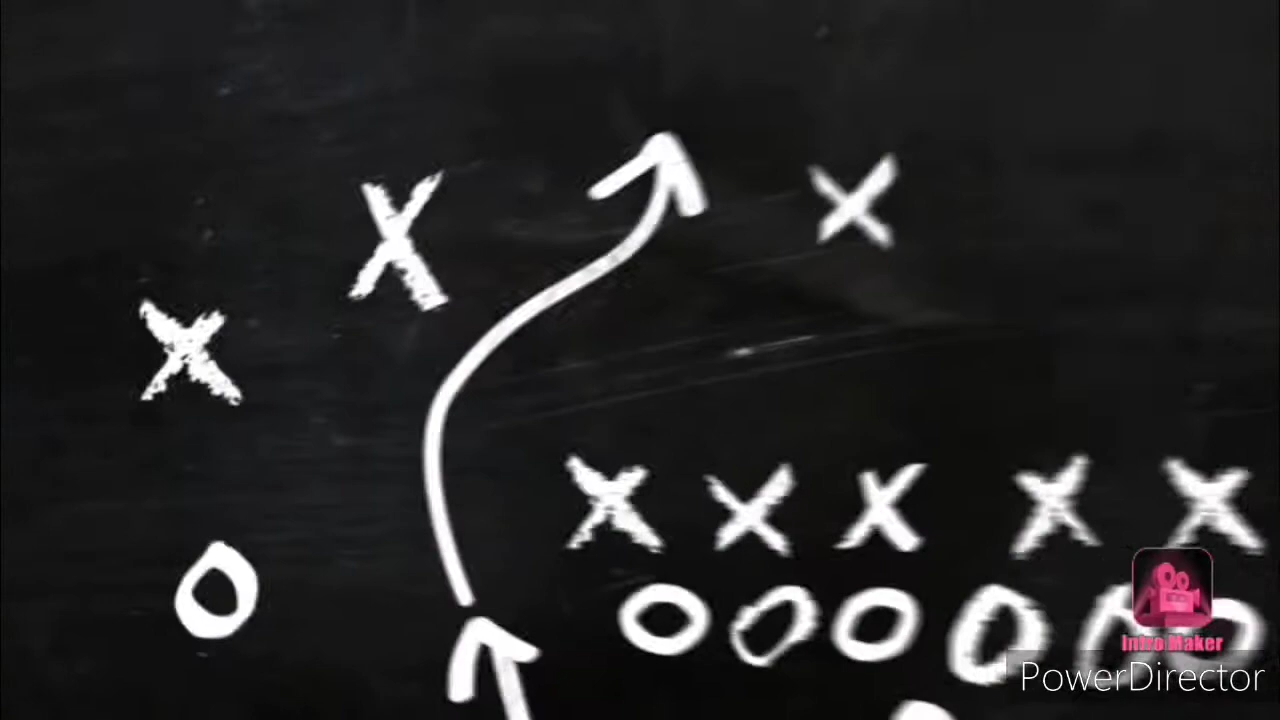 X
X
X
X X X X X
O
O O O O O
Intro Maker
PowerDirector